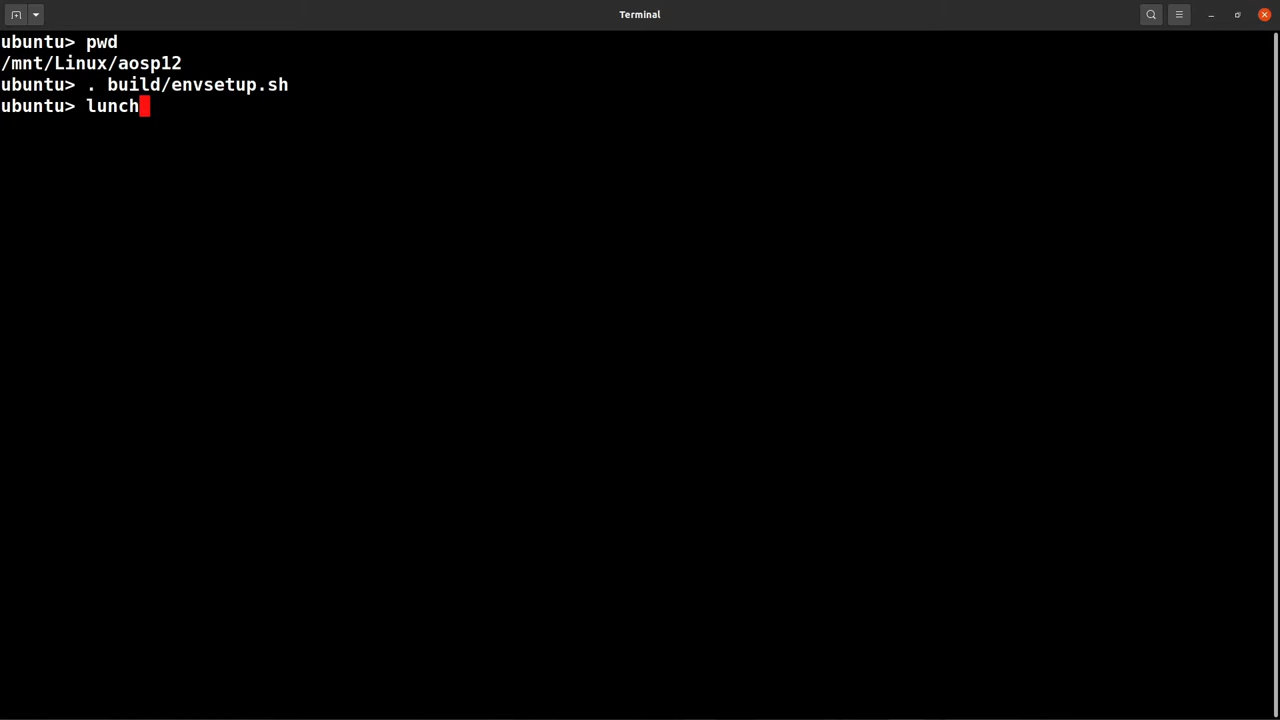 Terminal
ubuntu> pwd
/mnt/Linux/aosp12
ubuntu> . build/envsetup.sh
ubuntu> lunch